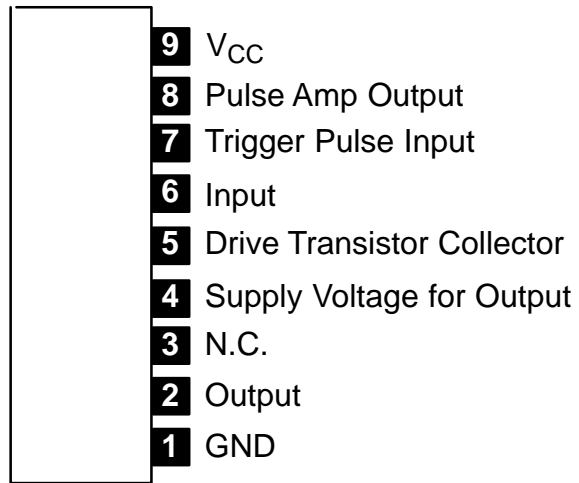 9 VCC
8 Pulse Amp Output
7 Trigger Pulse Input
6 Input
5 Drive Transistor Collector
4 Supply Voltage for Output
3 N.C.
2 Output
1 GND